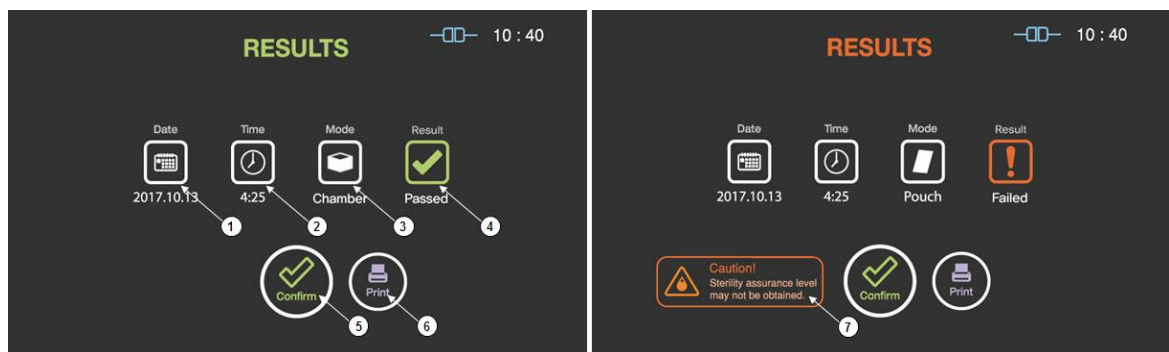 RESULTS
10 : 40
Date
Time
Mode
Result
2017.10.13
4:25
Chamber
Passed
1
2
3
4
Confirm
Print
5
6
RESULTS
10 : 40
Date
Time
Mode
Result
2017.10.13
4:25
Pouch
Failed
Caution!
Sterility assurance level
may not be obtained.
Confirm
Print
7